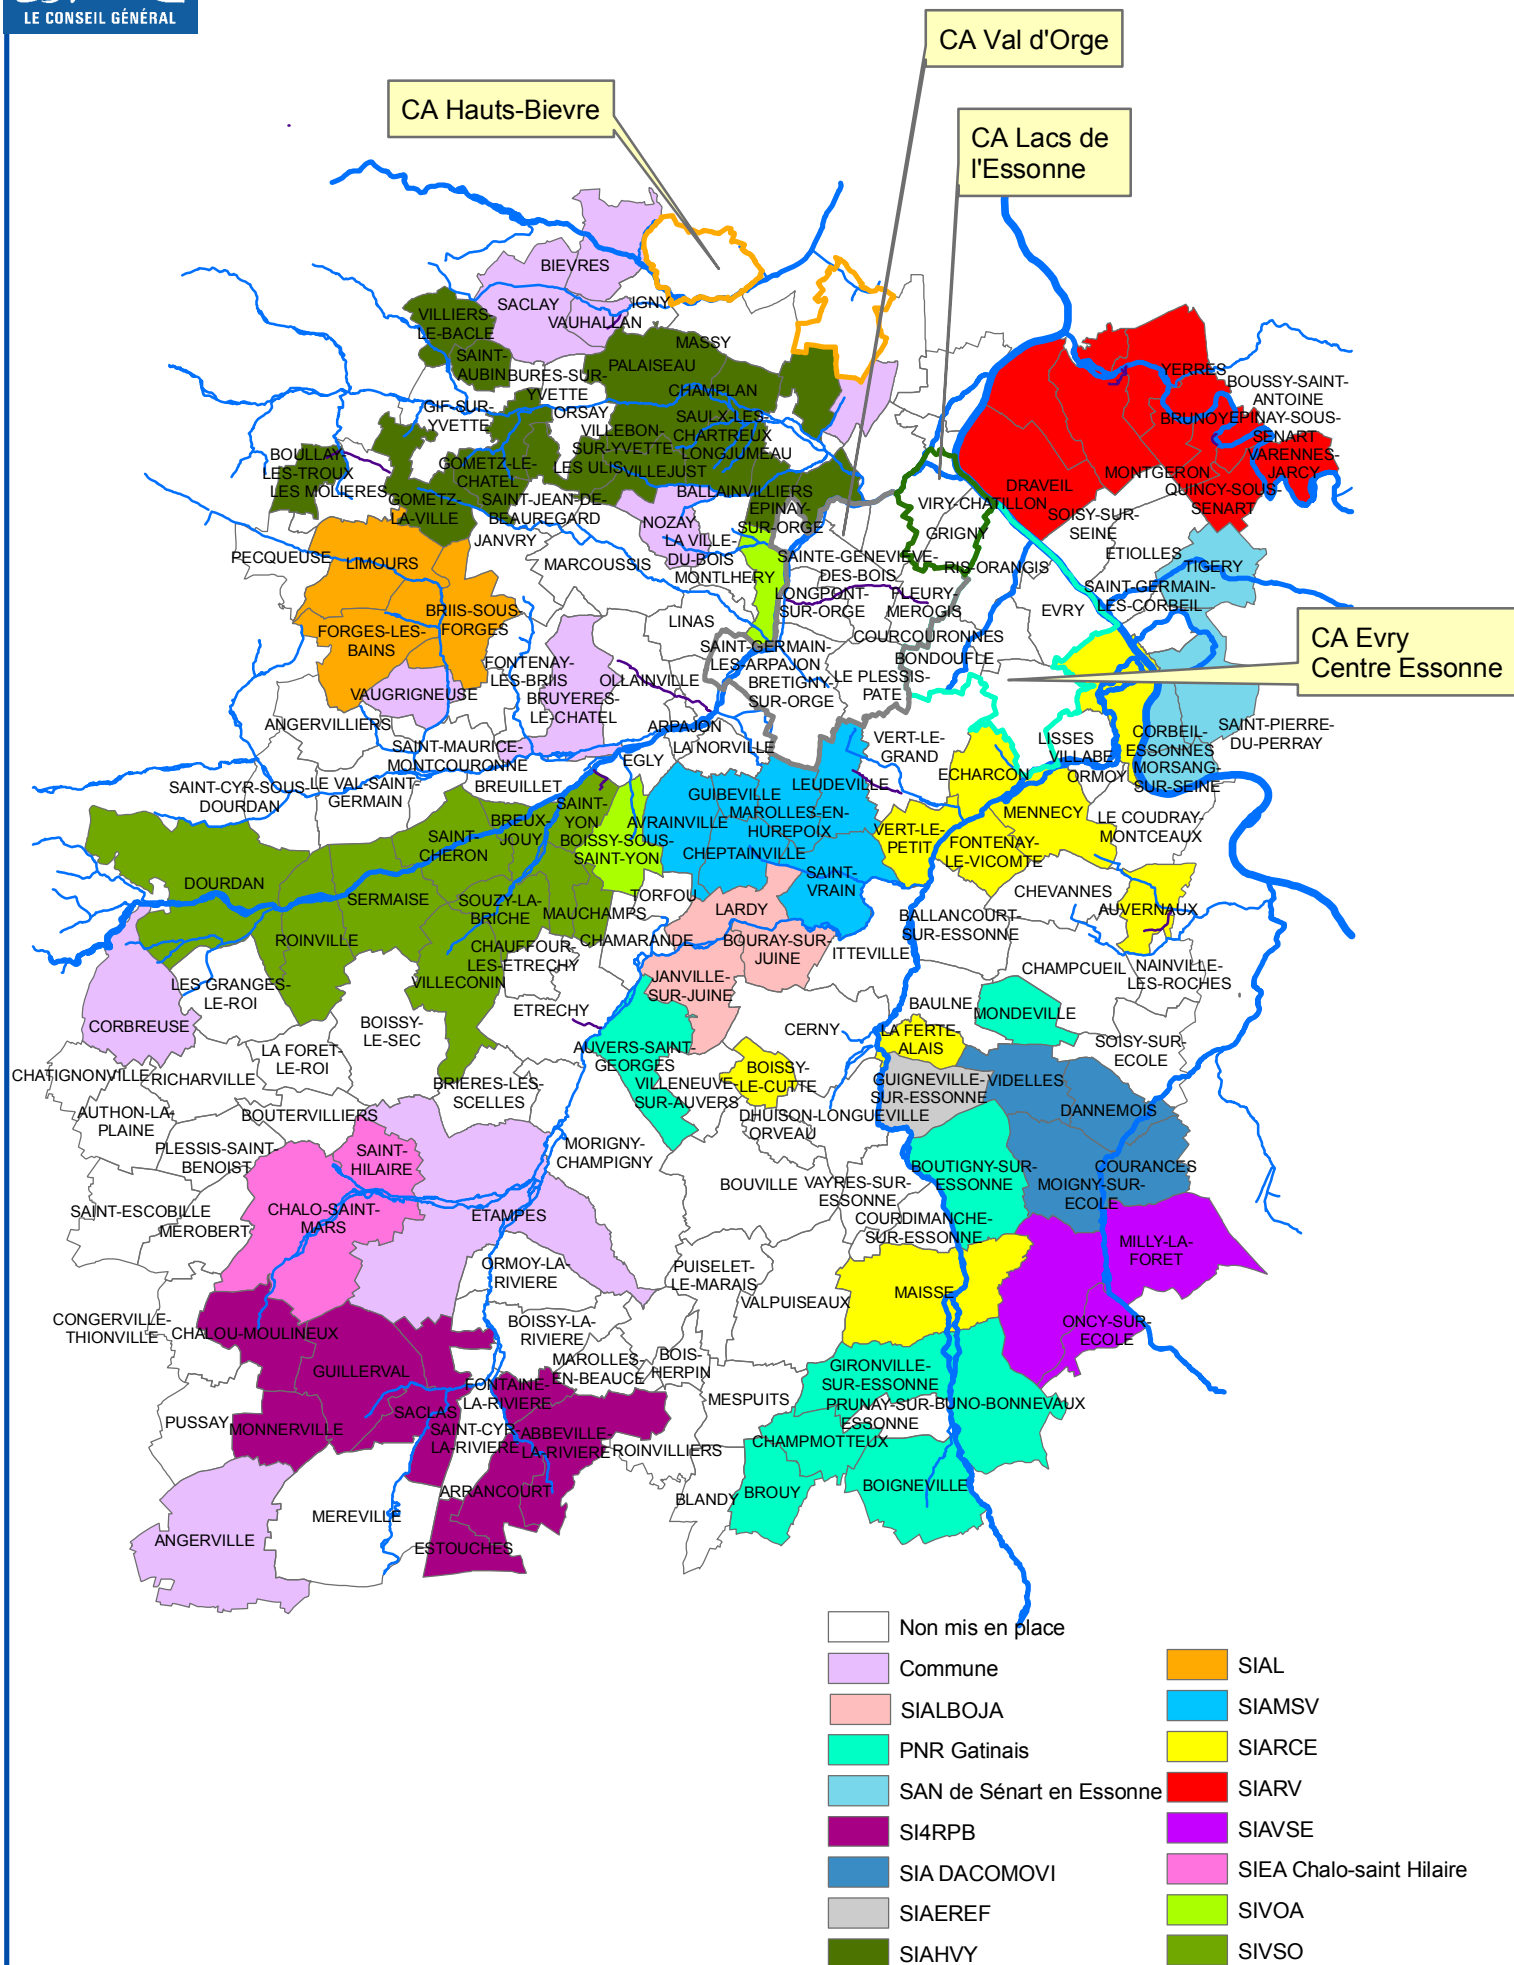 LE CONSEIL GÉNÉRAL
CA Val d'Orge
CA Hauts-Bievre
CA Lacs de
l'Essonne
BIEVRES
SACLAY
IGNY
VAUHALLAN
VILLIERS-
LE-BACLE
MASSY
SAINT-
AUBIN
BURES-SUR-
YVETTE
PALAISEAU
YERRES
BOUSSY-SAINT-
ANTOINE
CHAMPLAN
GIF-SUR-
YVETTE
ORSAY
SAULX-LES-
CHARTREUX
BRUNOY
EPINAY-SOUS-
SENART
VILLEBON-
SUR-YVETTE
LONGJUMEAU
VARENNES-
JARCY
BOULLAY-
LES-TROUX
GOMETZ-LE-
CHATEL
LES ULIS
VILLEJUST
MONTGERON
LES MOLIERES
DRAVEIL
QUINCY-SOUS-
SENART
GOMETZ-
LA-VILLE
SAINT-JEAN-DE-
BEAUREGARD
BALLAINVILLIERS
EPINAY-
SUR-ORGE
VIRY-CHATILLON
SOISY-SUR-
SEINE
NOZAY
GRIGNY
JANVRY
LA VILLE-
DU-BOIS
PECQUEUSE
LIMOURS
MARCOUSSIS
SAINTE-GENEVIEVE-
DES-BOIS
RIS-ORANGIS
ETIOLLES
TIGERY
MONTLHERY
LONGPONT-
SUR-ORGE
FLEURY-
MEROGIS
SAINT-GERMAIN-
LES-CORBEIL
BRIIS-SOUS-
FORGES
EVRY
FORGES-LES-
BAINS
LINAS
COURCOURONNES
CA Evry
Centre Essonne
SAINT-GERMAIN-
LES-ARPAJON
BONDOUFLE
FONTENAY-
LES-BRIIS
OLLAINVILLE
BRETIGNY-
SUR-ORGE
LE PLESSIS-
PATE
VAUGRIGNEUSE
BRUYERES-
LE-CHATEL
ANGERVILLIERS
ARPAJON
SAINT-PIERRE-
DU-PERRAY
SAINT-MAURICE-
MONTCOURONNE
LA NORVILLE
VERT-LE-
GRAND
LISSES
CORBEIL-
ESSONNES
EGLY
VILLABE
MORSANG-
SUR-SEINE
SAINT-CYR-SOUS-
DOURDAN
LE VAL-SAINT-
GERMAIN
BREUILLET
LEUDEVILLE
ECHARCON
ORMOY
GUIBEVILLE
SAINT-
YON
MAROLLES-EN-
HUREPOIX
MENNECY
BREUX-
JOUY
AVRAINVILLE
LE COUDRAY-
MONTCEAUX
SAINT-
CHERON
BOISSY-SOUS-
SAINT-YON
VERT-LE-
PETIT
FONTENAY-
LE-VICOMTE
CHEPTAINVILLE
DOURDAN
SAINT-
VRAIN
CHEVANNES
SERMAISE
SOUZY-LA-
BRICHE
TORFOU
LARDY
AUVERNAUX
MAUCHAMPS
BALLANCOURT-
SUR-ESSONNE
ROINVILLE
CHAMARANDE
BOURAY-SUR-
JUINE
ITTEVILLE
CHAUFFOUR-
LES-ETRECHY
CHAMPCUEIL
NAINVILLE-
LES-ROCHES
LES GRANGES-
LE-ROI
VILLECONIN
JANVILLE-
SUR-JUINE
BAULNE
ETRECHY
MONDEVILLE
CORBREUSE
BOISSY-
LE-SEC
CERNY
LA FERTE-
ALAIS
SOISY-SUR-
ECOLE
LA FORET-
LE-ROI
AUVERS-SAINT-
GEORGES
BOISSY-
LE-CUTTE
CHATIGNONVILLE
RICHARVILLE
BRIERES-LES-
SCELLES
VILLENEUVE-
SUR-AUVERS
GUIGNEVILLE-
SUR-ESSONNE
VIDELLES
AUTHON-LA-
PLAINE
BOUTERVILLIERS
DHUISON-LONGUEVILLE
DANNEMOIS
ORVEAU
PLESSIS-SAINT-
BENOIST
SAINT-
HILAIRE
MORIGNY-
CHAMPIGNY
BOUTIGNY-SUR-
ESSONNE
COURANCES
BOUVILLE
VAYRES-SUR-
ESSONNE
MOIGNY-SUR-
ECOLE
SAINT-ESCOBILLE
CHALO-SAINT-
MARS
ETAMPES
COURDIMANCHE-
SUR-ESSONNE
MEROBERT
MILLY-LA-
FORET
ORMOY-LA-
RIVIERE
PUISELET-
LE-MARAIS
MAISSE
VALPUISEAUX
CONGERVILLE-
THIONVILLE
CHALOU-MOULINEUX
BOISSY-LA-
RIVIERE
ONCY-SUR-
ECOLE
GUILLERVAL
MAROLLES-
EN-BEAUCE
BOIS-
HERPIN
GIRONVILLE-
SUR-ESSONNE
FONTAINE-
LA-RIVIERE
MESPUITS
PRUNAY-SUR-
ESSONNE
BUNO-BONNEVAUX
PUSSAY
MONNERVILLE
SACLAS
SAINT-CYR-
LA-RIVIERE
ABBEVILLE-
LA-RIVIERE
ROINVILLIERS
CHAMPMOTTEUX
ARRANCOURT
BLANDY
BROUY
BOIGNEVILLE
MEREVILLE
ANGERVILLE
ESTOUCHES
Non mis en place
Commune
SIALBOJA
PNR Gatinais
SAN de Sénart en Essonne
SI4RPB
SIA DACOMOVI
SIAEREF
SIAHVY
SIAL
SIAMSV
SIARCE
SIARV
SIAVSE
SIEA Chalo-saint Hilaire
SIVOA
SIVSO